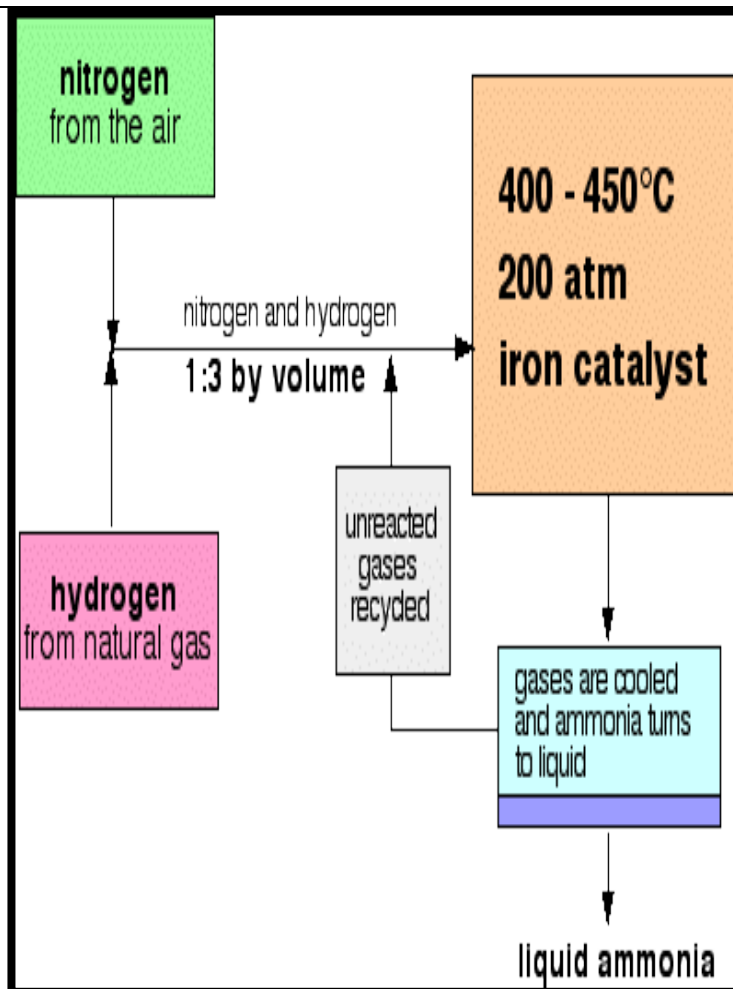 nitrogen
from the air
400 - 450°C
200 atm
iron catalyst
nitrogen and hydrogen
1:3 by volume
unreacted
gases
recyded
hydrogen
from natural gas
gases are cooled
and ammonia turns
to liquid
liquid ammonia